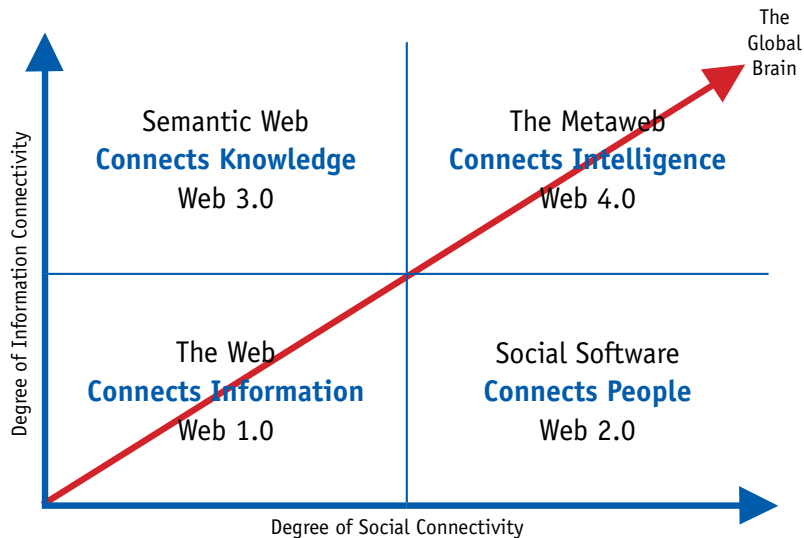 The
Global
Brain
Degree of Information Connectivity
Semantic Web
Connects Knowledge
Web 3.0
The Metaweb
Connects Intelligence
Web 4.0
The Web
Connects Information
Web 1.0
Social Software
Connects People
Web 2.0
Degree of Social Connectivity